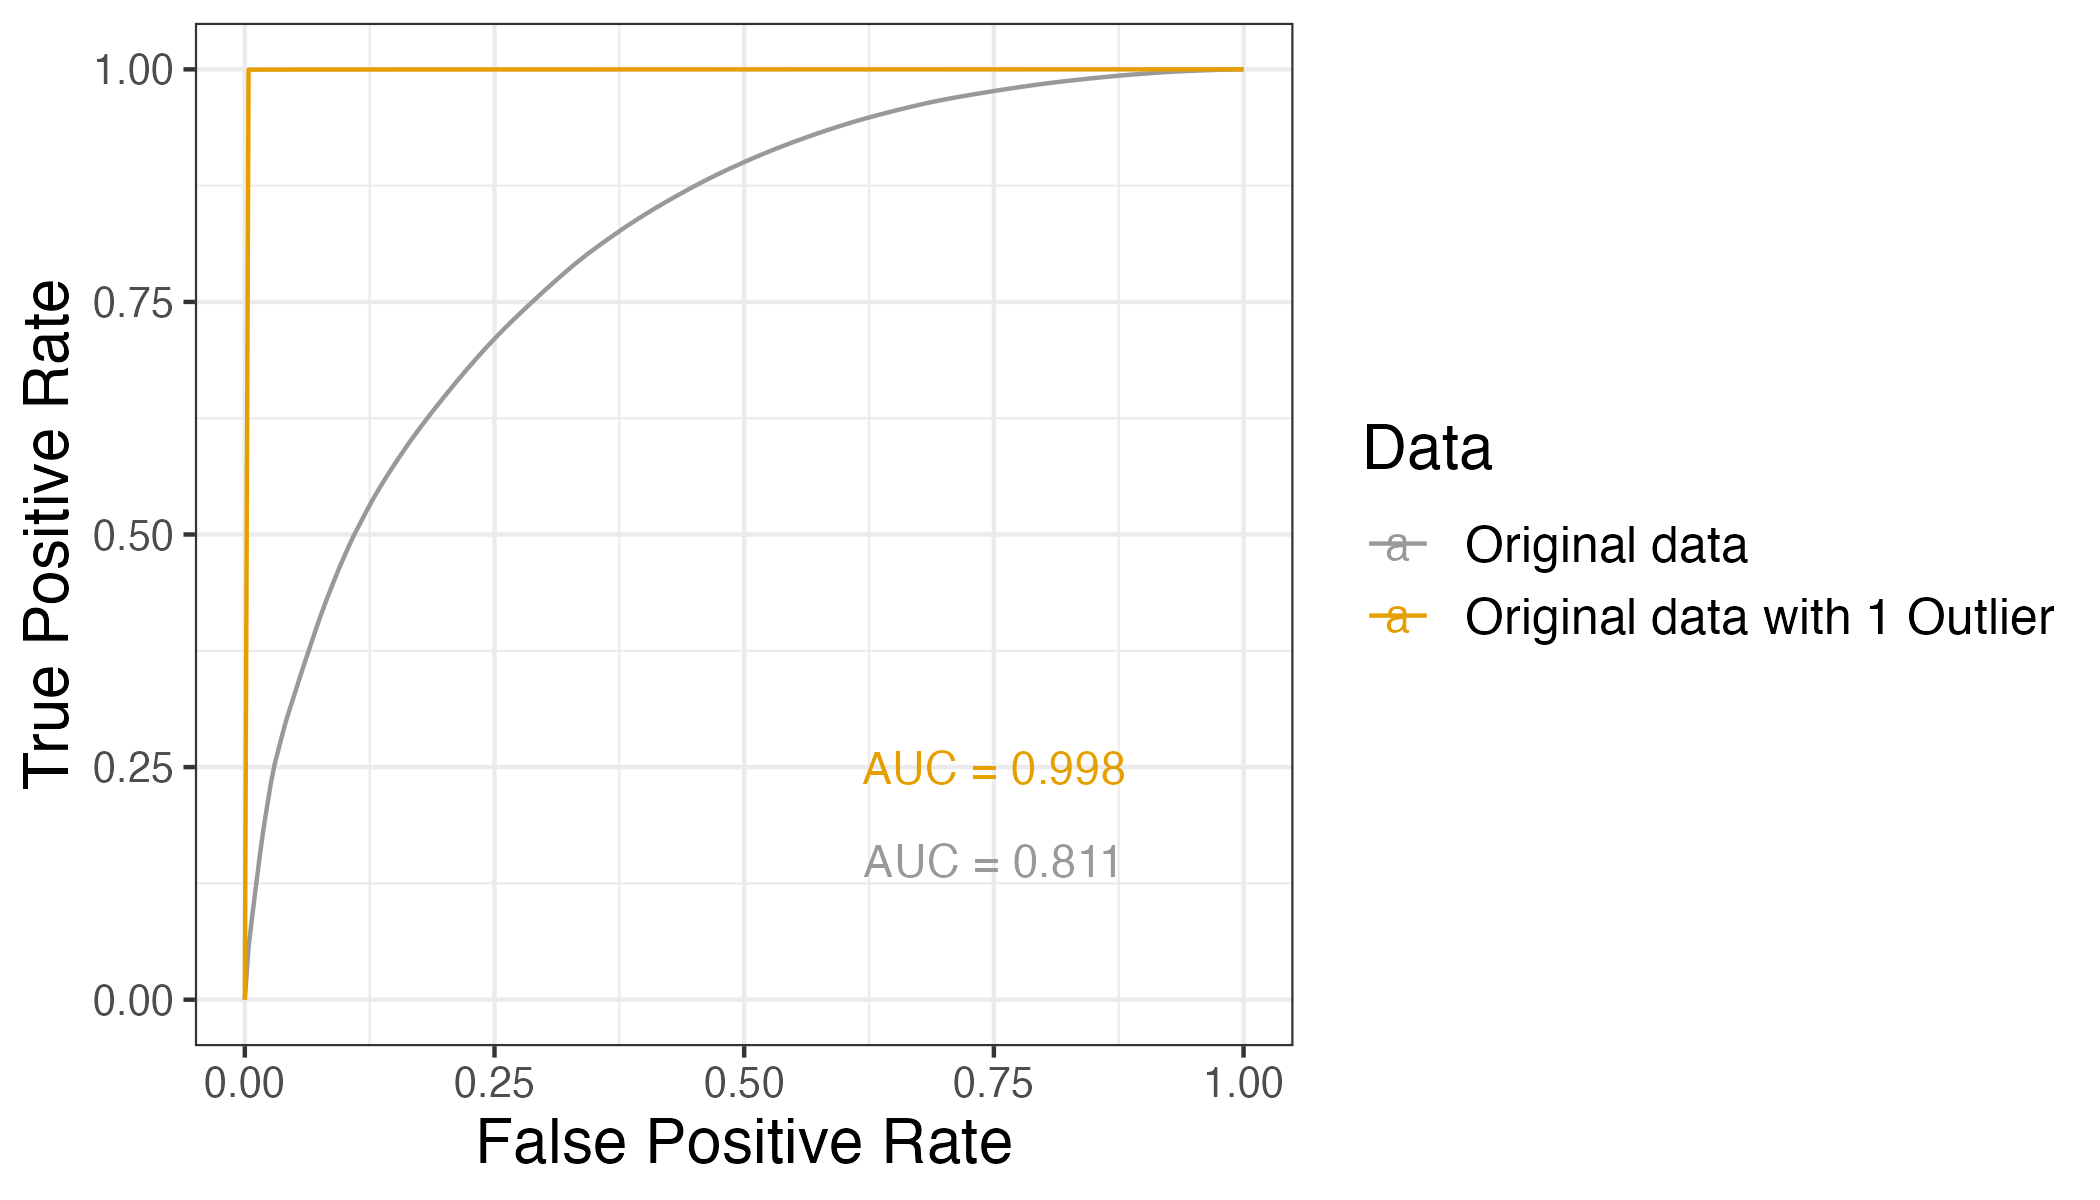 True Positive Rate
1.00
0.75
0.50
0.25
0.00
AUC = 0.998
AUC = 0.811
0.00 0.25 0.50 0.75 1.00
False Positive Rate
Data
a Original data
a Original data with 1 Outlier